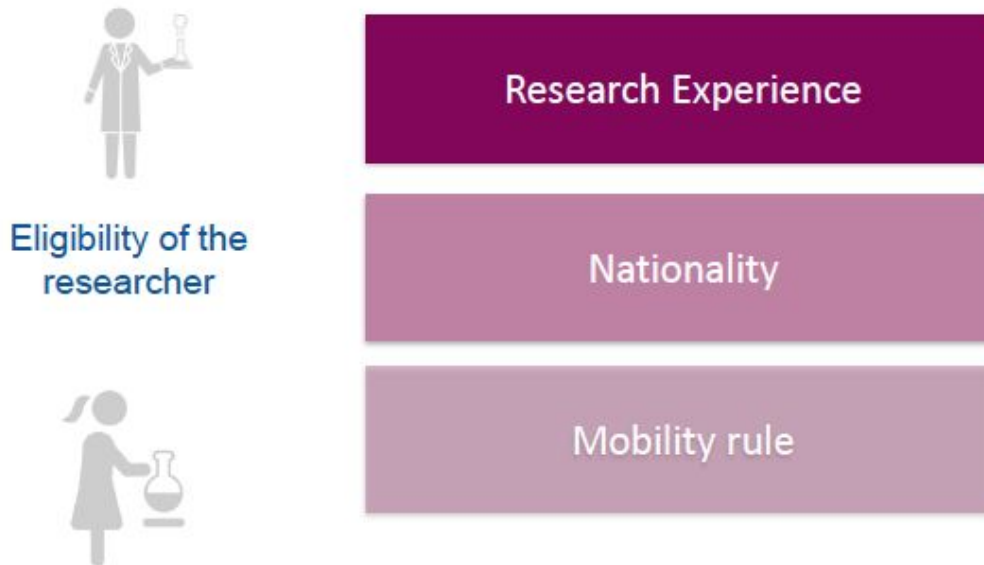 Research Experience
Eligibility of the
researcher
Nationality
Mobility rule